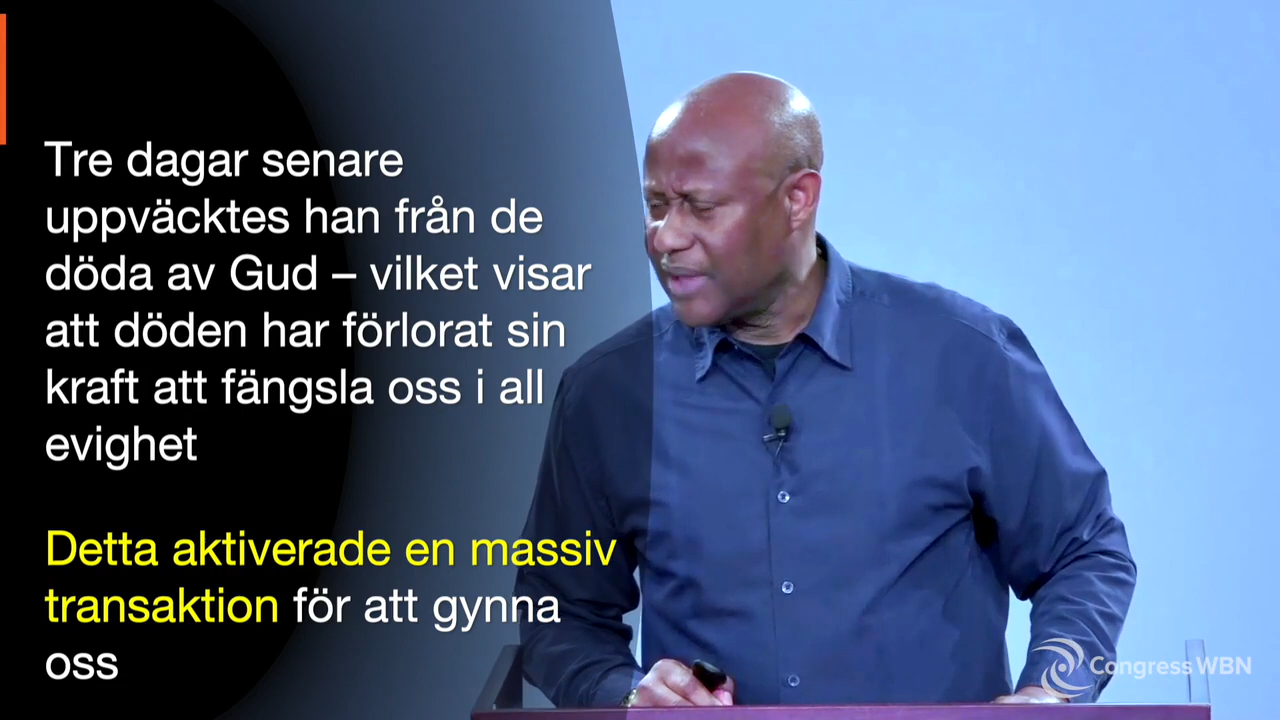 Tre dagar senare
uppväcktes han från de
döda av Gud – vilket visar
att döden har förlorat sin
kraft att fängsla oss i all
evighet
Detta aktiverade en massiv
transaktion för att gynna
oss
Congress WBN